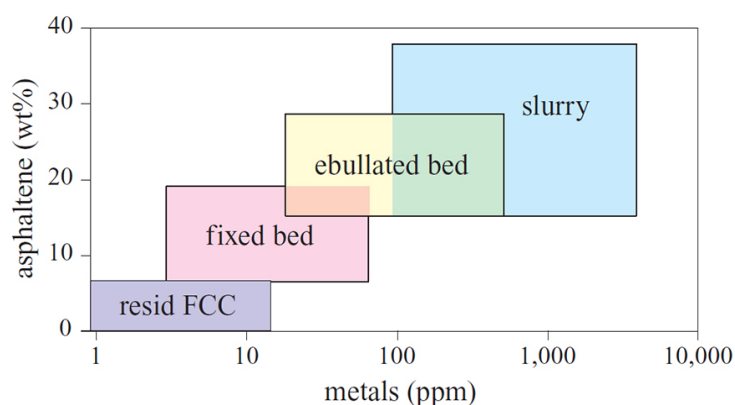 40
30
20
10
0
asphaltene (wt%)
slurry
ebullated bed
fixed bed
resid FCC
1
10
100
1,000
10,000
metals (ppm)